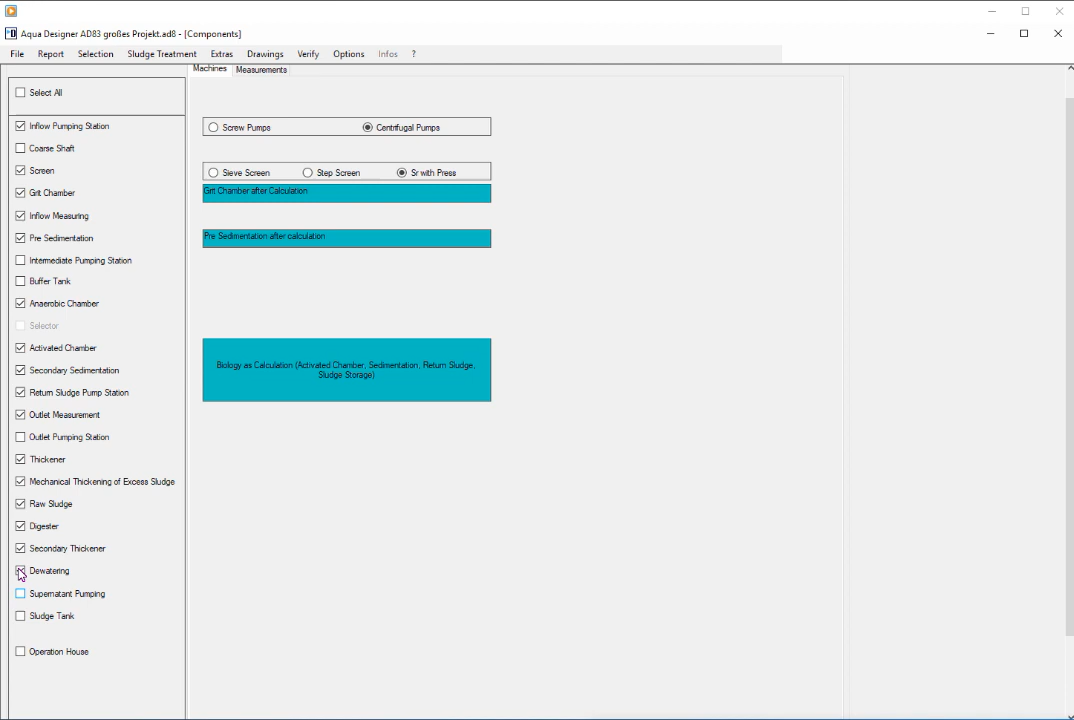 Aqua Designer AD83 großes Projekt.ad8 - [Components]
File Report Selection Sludge Treatment Extras Drawings Verify Options Infos ?
Machines Measurements
Select All
Inflow Pumping Station
Screw Pumps Centrifugal Pumps
Coarse Shaft
Screen
Sieve Screen Step Screen Sr with Press
Grit Chamber
Grit Chamber after Calculation
Inflow Measuring
Pre Sedimentation
Pre Sedimentation after calculation
Intermediate Pumping Station
Buffer Tank
Anaerobic Chamber
Selector
Activated Chamber
Biology as Calculation (Activated Chamber, Sedimentation, Return Sludge,
Sludge Storage)
Secondary Sedimentation
Return Sludge Pump Station
Outlet Measurement
Outlet Pumping Station
Thickener
Mechanical Thickening of Excess Sludge
Raw Sludge
Digester
Secondary Thickener
Dewatering
Supernatant Pumping
Sludge Tank
Operation House